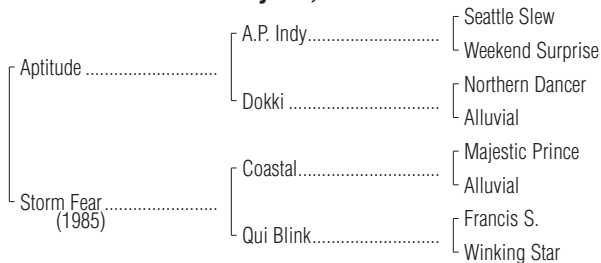 Seattle Slew
A.P. Indy..................................
Weekend Surprise
Aptitude .................................
Northern Dancer
Dokki ......................................
Alluvial
Majestic Prince
Coastal....................................
Alluvial
Storm Fear............................
(1985)
Francis S.
Qui Blink.................................
Winking Star